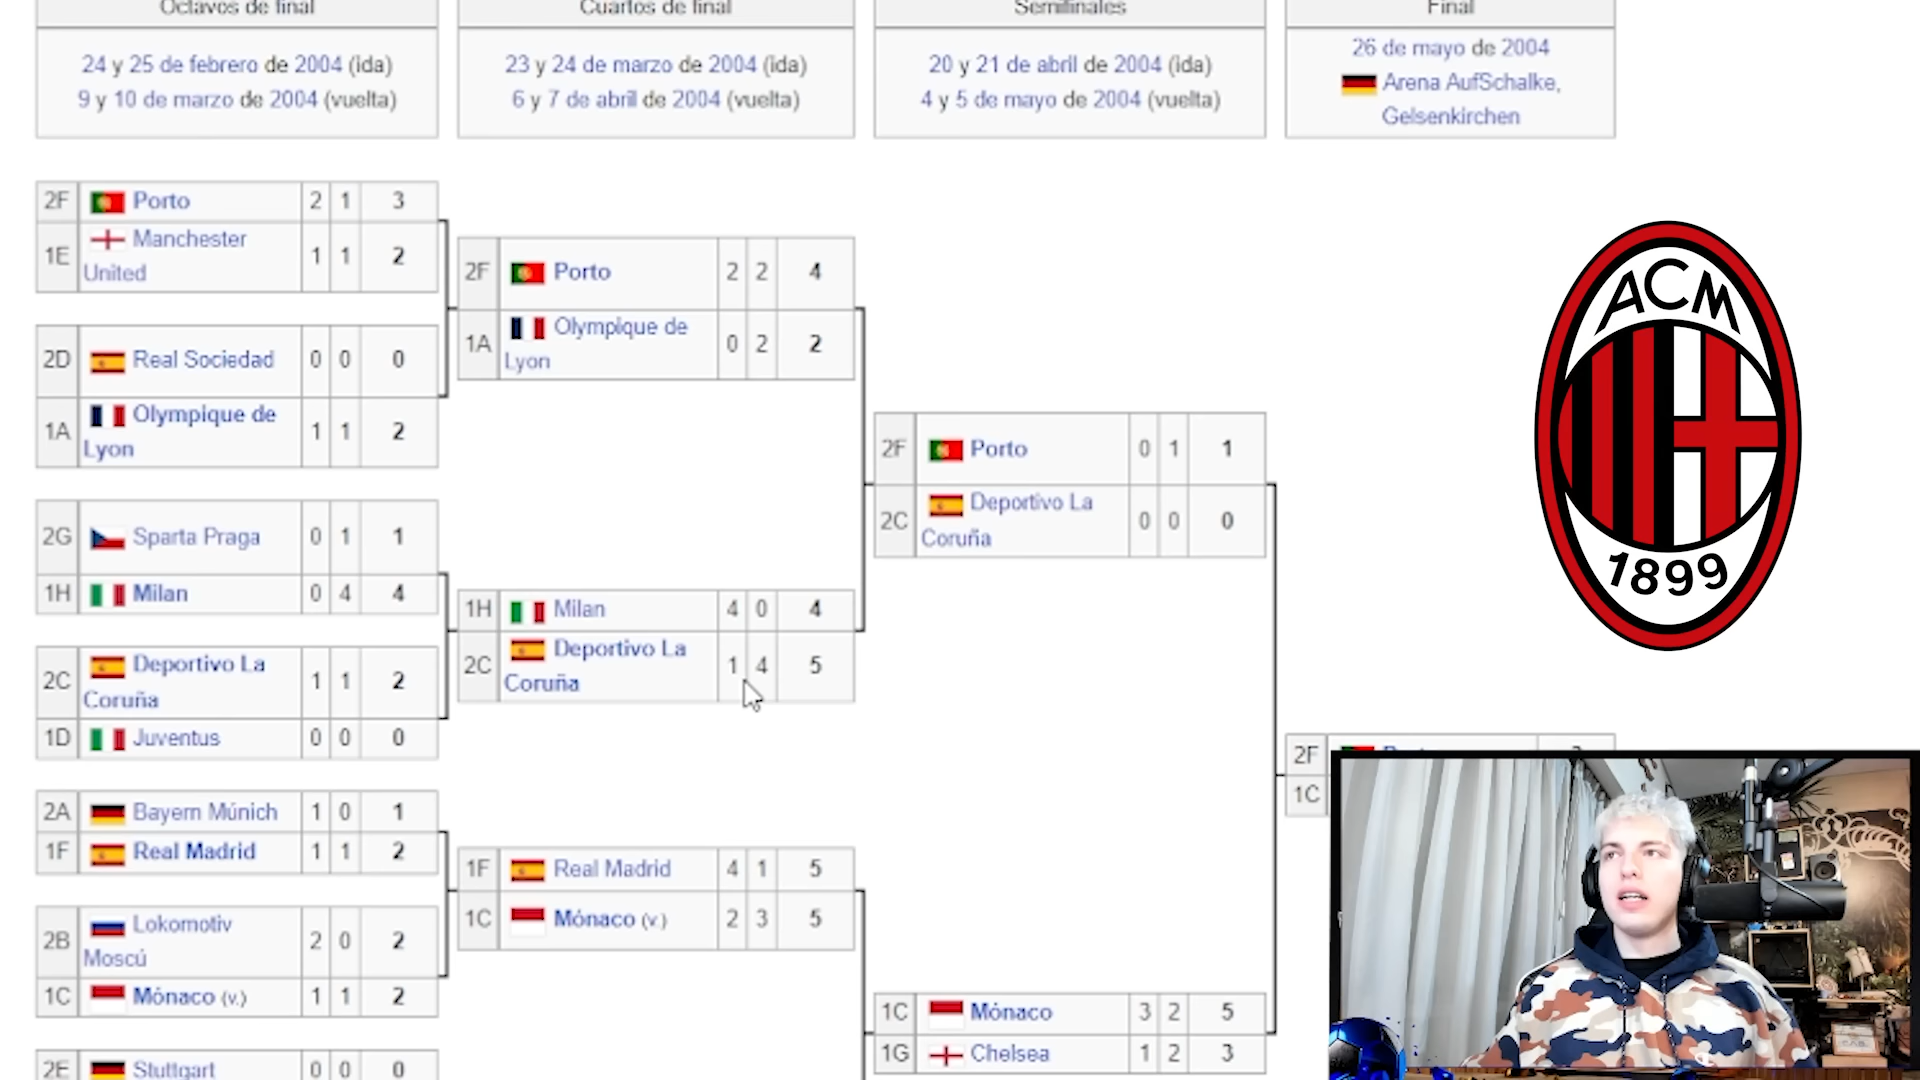 Octavos de final
Cuartos de final
Semifinales
Final
24 y 25 de febrero de 2004 (ida)
9 y 10 de marzo de 2004 (vuelta)
23 y 24 de marzo de 2004 (ida)
6 y 7 de abril de 2004 (vuelta)
20 y 21 de abril de 2004 (ida)
4 y 5 de mayo de 2004 (vuelta)
26 de mayo de 2004
Arena AufSchalke,
Gelsenkirchen
2F Porto 2 1 3
1E Manchester United 1 1 2
2D Real Sociedad 0 0 0
1A Olympique de Lyon 1 1 2
2G Sparta Praga 0 1 1
1H Milan 0 4 4
2C Deportivo La Coruña 1 1 2
1D Juventus 0 0 0
2A Bayern Múnich 1 0 1
1F Real Madrid 1 1 2
2B Lokomotiv Moscú 2 0 2
1C Mónaco (v.) 1 1 2
2E Stuttgart 0 0 0
2F Porto 2 2 4
1A Olympique de Lyon 0 2 2
1H Milan 4 0 4
2C Deportivo La Coruña 1 4 5
1F Real Madrid 4 1 5
1C Mónaco (v.) 2 3 5
2F Porto 0 1 1
2C Deportivo La Coruña 0 0 0
1C Mónaco 3 2 5
1G Chelsea 1 2 3
2F
1C
ACM
1899